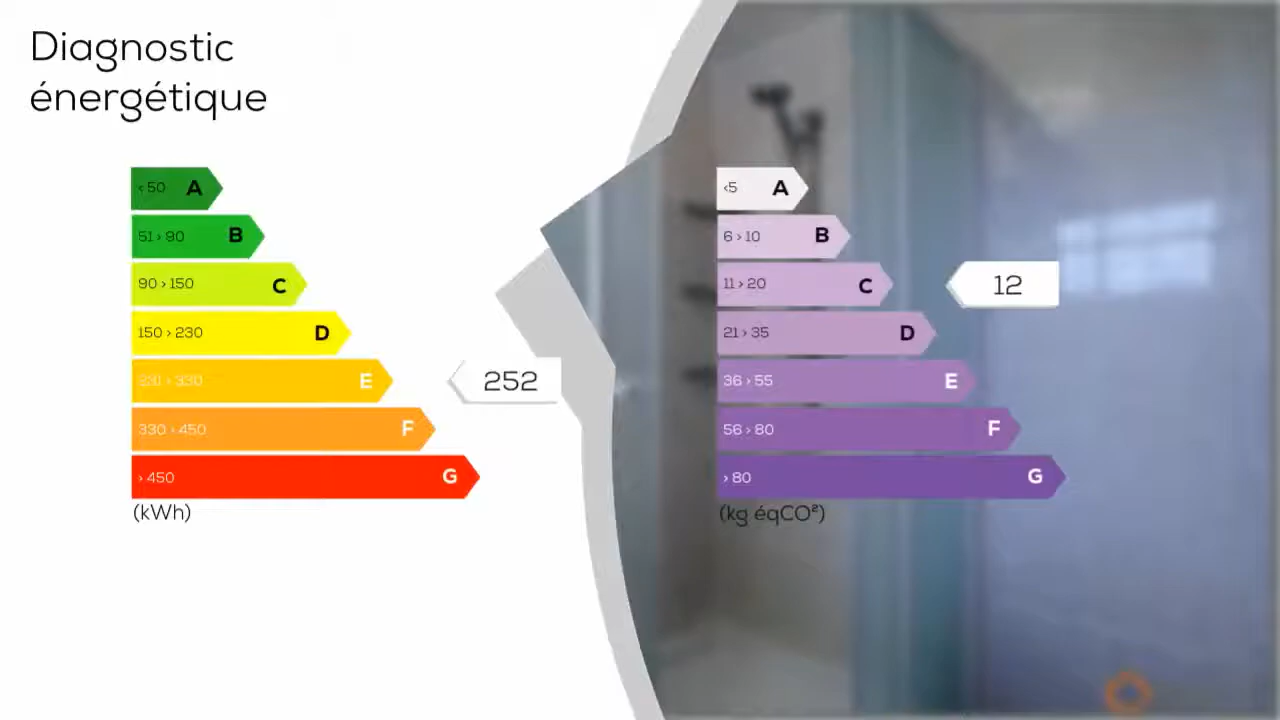 Diagnostic
énergétique
< 50 A
51 > 90 B
90 > 150 C
150 > 230 D
231 > 330 E
330 > 450 F
> 450 G
(kWh)
252
<5 A
6 > 10 B
11 > 20 C
21 > 35 D
36 > 55 E
56 > 80 F
> 80 G
(kg éqCO²)
12